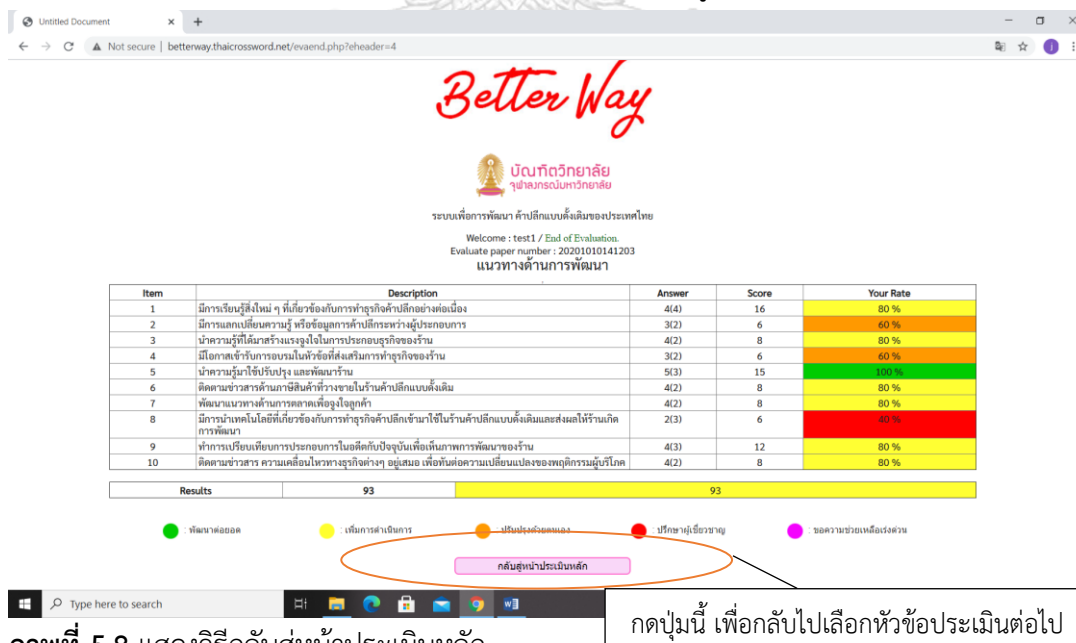 Untitled Document
Not secure | betterway.thaicrossword.net/evaend.php?eheader=4
Better Way
บัณฑิตวิทยาลัย
จุฬาลงกรณ์มหาวิทยาลัย
ระบบเพื่อการพัฒนา ค้าปลีกแบบดั้งเดิมของประเทศไทย
Welcome : test1 / End of Evaluation.
Evaluate paper number : 20201010141203
แนวทางด้านการพัฒนา
Item Description Answer Score Your Rate
1 มีการเรียนรู้สิ่งใหม่ ๆ ที่เกี่ยวข้องกับการทำธุรกิจค้าปลีกอย่างต่อเนื่อง 4(4) 16 80 %
2 มีการแลกเปลี่ยนความรู้ หรือข้อมูลการค้าปลีกระหว่างผู้ประกอบการ 3(2) 6 60 %
3 นำความรู้ที่ได้มาสร้างแรงจูงใจในการประกอบธุรกิจของร้าน 4(2) 8 80 %
4 มีโอกาสเข้ารับการอบรมในหัวข้อที่ส่งเสริมการทำธุรกิจของร้าน 3(2) 6 60 %
5 นำความรู้มาใช้ปรับปรุง และพัฒนาร้าน 5(3) 15 100 %
6 ติดตามข่าวสารด้านภาษีสินค้าที่วางขายในร้านค้าปลีกแบบดั้งเดิม 4(2) 8 80 %
7 พัฒนาแนวทางด้านการตลาดเพื่อจูงใจลูกค้า 4(2) 8 80 %
8 มีการนำเทคโนโลยีที่เกี่ยวข้องกับการทำธุรกิจค้าปลีกเข้ามาใช้ในร้านค้าปลีกแบบดั้งเดิมและส่งผลให้ร้านเกิด 2(3) 6 40 %
การพัฒนา
9 ทำการเปรียบเทียบการประกอบการในอดีตกับปัจจุบันเพื่อเห็นภาพการพัฒนาของร้าน 4(3) 12 80 %
10 ติดตามข่าวสาร ความเคลื่อนไหวทางธุรกิจต่างๆ อยู่เสมอ เพื่อทันต่อความเปลี่ยนแปลงของพฤติกรรมผู้บริโภค 4(2) 8 80 %
Results 93 93
: พัฒนาต่อยอด : เพิ่มการดำเนินการ : ปรับปรุงด้วยตนเอง : ปรึกษาผู้เชี่ยวชาญ : ขอความช่วยเหลือเร่งด่วน
กลับสู่หน้าประเมินหลัก
Type here to search
กดปุ่มนี้ เพื่อกลับไปเลือกหัวข้อประเมินต่อไป
ภาพที่ 5.8 แสดงวิธีกลับสู่หน้าประเมินหลัก